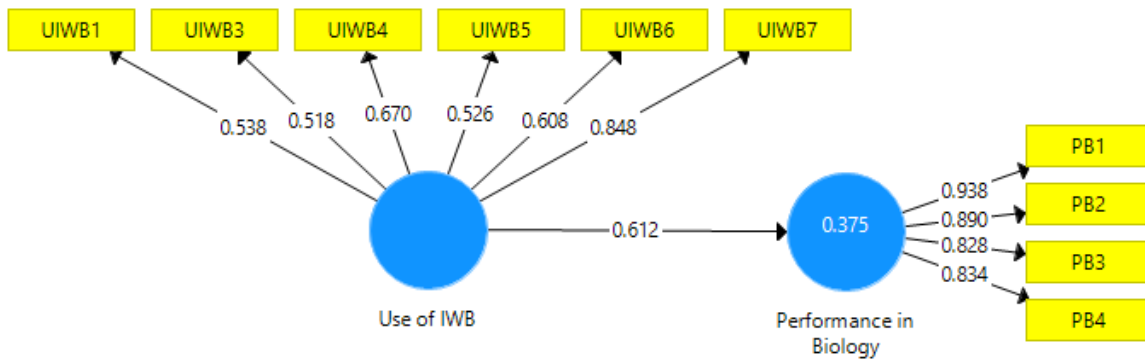 UIWB1 UIWB3 UIWB4 UIWB5 UIWB6 UIWB7
0.538 0.518 0.670 0.526 0.608 0.848
PB1
0.938
PB2
0.890
0.375
0.612
0.828
PB3
0.834
Use of IWB
Performance in
Biology
PB4